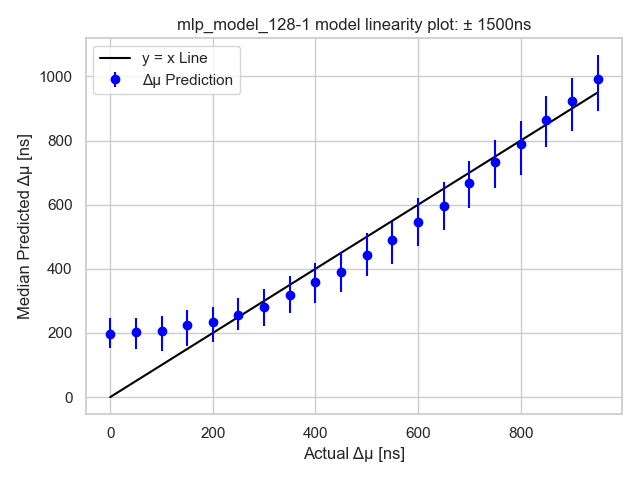 mlp_model_128-1 model linearity plot: ± 1500ns
y = x Line
Δμ Prediction
Median Predicted Δμ [ns]
1000
800
600
400
200
0
0 200 400 600 800
Actual Δμ [ns]